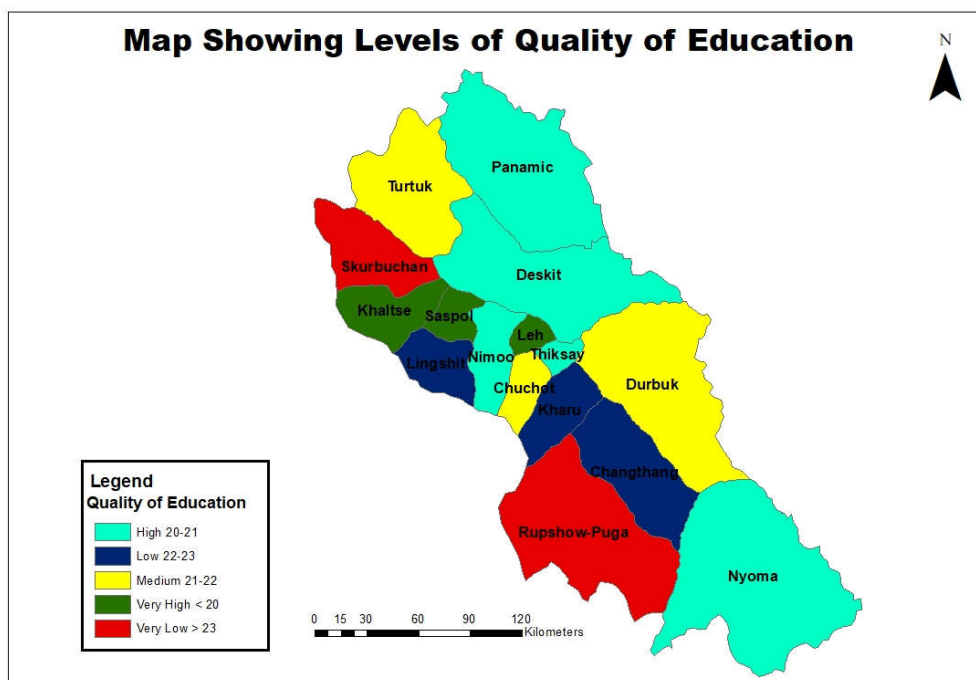 Map Showing Levels of Quality of Education
N
Panamic
Turtuk
Deskit
Skurbuchan
Khaltse
Saspol
Leh
Thiksay
Nimoo
Lingshit
Chuchot
Durbuk
Kharu
Changthang
Rupshow-Puga
Nyoma
Legend
Quality of Education
High 20-21
Low 22-23
Medium 21-22
Very High < 20
Very Low > 23
0 15 30 60 90 120
Kilometers